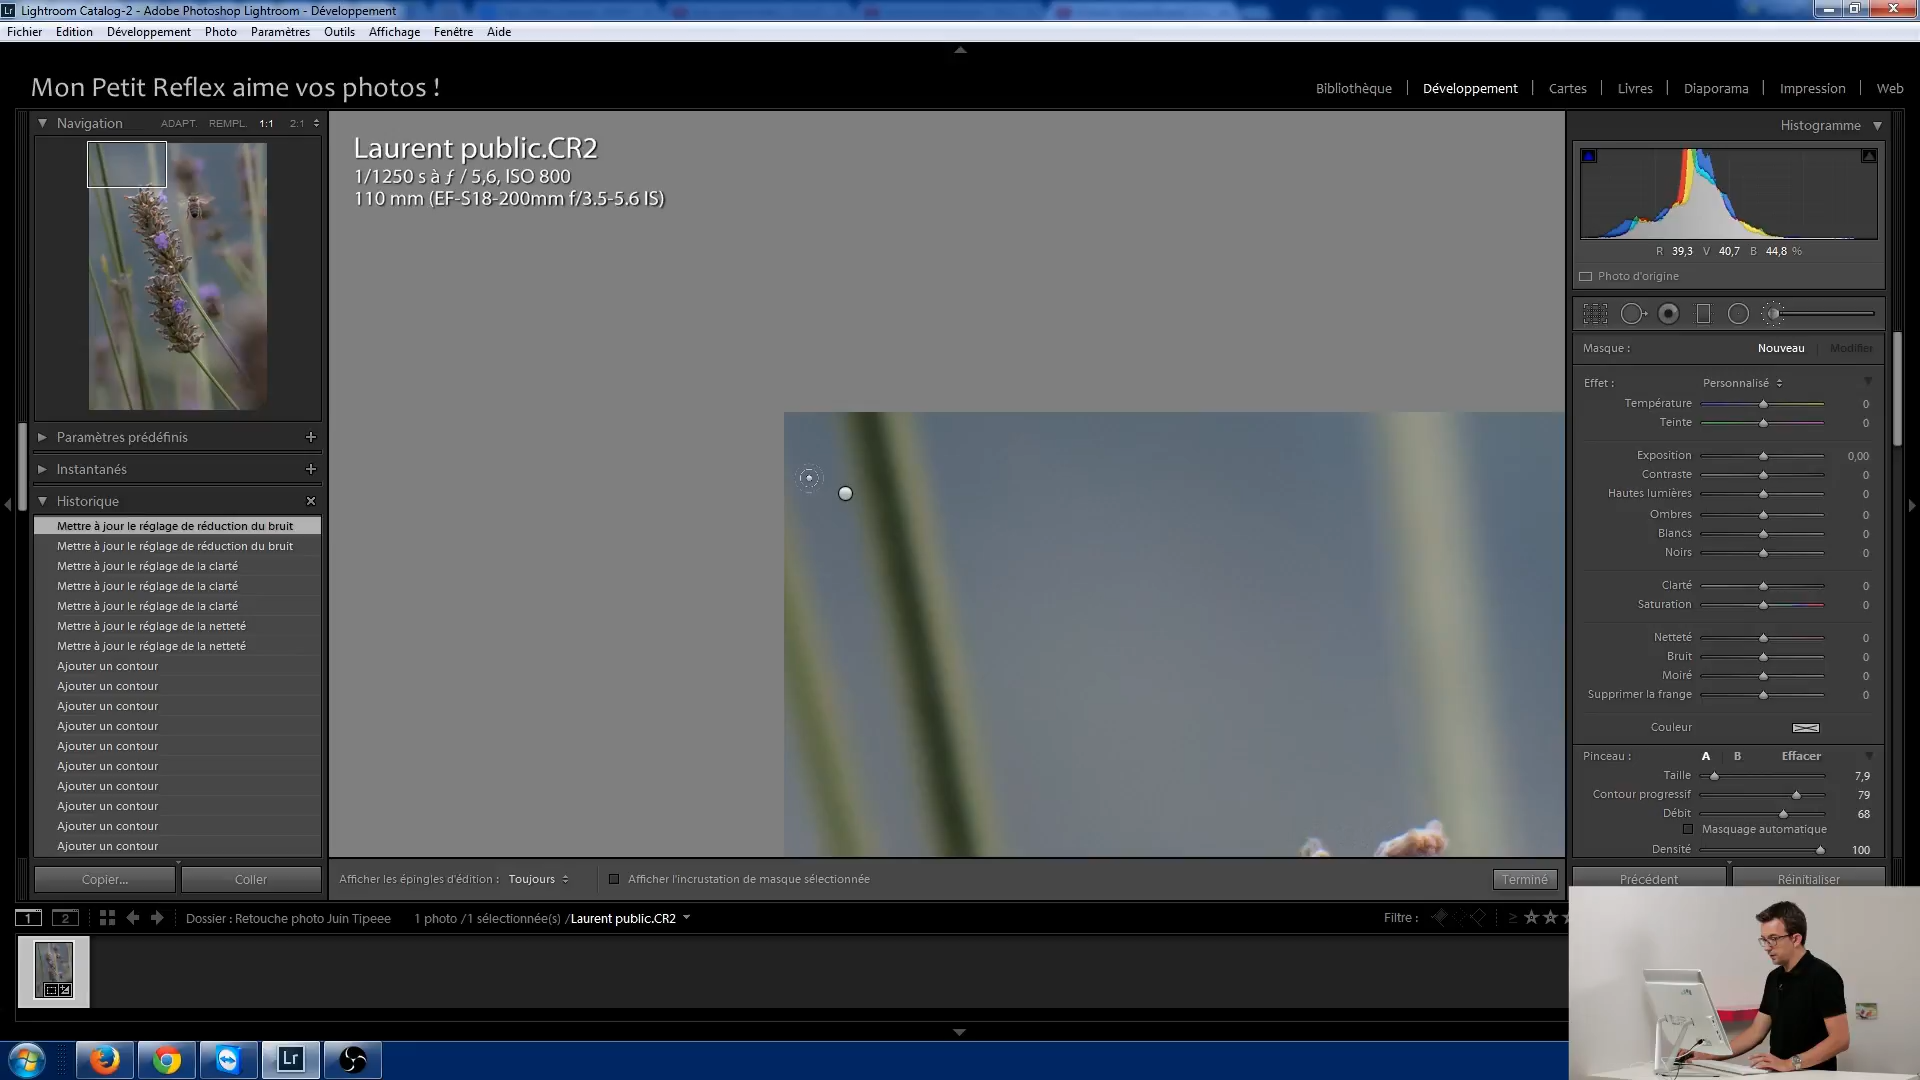 Lightroom Catalog-2 - Adobe Photoshop Lightroom - Développement
Fichier Edition Développement Photo Paramètres Outils Affichage Fenêtre Aide
Mon Petit Reflex aime vos photos !
Bibliothèque Développement Cartes Livres Diaporama Impression Web
Navigation ADAPT. REMPL. 1:1 2:1
Laurent public.CR2
1/1250 s à ƒ / 5,6, ISO 800
110 mm (EF-S18-200mm f/3.5-5.6 IS)
Histogramme
R 39,3 V 40,7 B 44,8 %
Photo d'origine
Masque : Nouveau Modifier
Effet : Personnalisé
Température 0
Teinte 0
Exposition 0,00
Contraste 0
Hautes lumières 0
Ombres 0
Blancs 0
Noirs 0
Clarté 0
Saturation 0
Netteté 0
Bruit 0
Moiré 0
Supprimer la frange 0
Couleur
Pinceau : A B Effacer
Taille 7,9
Contour progressif 79
Débit 68
Masquage automatique
Densité 100
Précédent Réinitialiser
Paramètres prédéfinis
Instantanés
Historique
Mettre à jour le réglage de réduction du bruit
Mettre à jour le réglage de réduction du bruit
Mettre à jour le réglage de la clarté
Mettre à jour le réglage de la clarté
Mettre à jour le réglage de la clarté
Mettre à jour le réglage de la netteté
Mettre à jour le réglage de la netteté
Ajouter un contour
Ajouter un contour
Ajouter un contour
Ajouter un contour
Ajouter un contour
Ajouter un contour
Ajouter un contour
Ajouter un contour
Ajouter un contour
Ajouter un contour
Copier... Coller
Afficher les épingles d'édition : Toujours Afficher l'incrustation de masque sélectionnée Terminé
1 2 Dossier : Retouche photo Juin Tipeee 1 photo /1 sélectionnée(s) /Laurent public.CR2 Filtre :
Lr